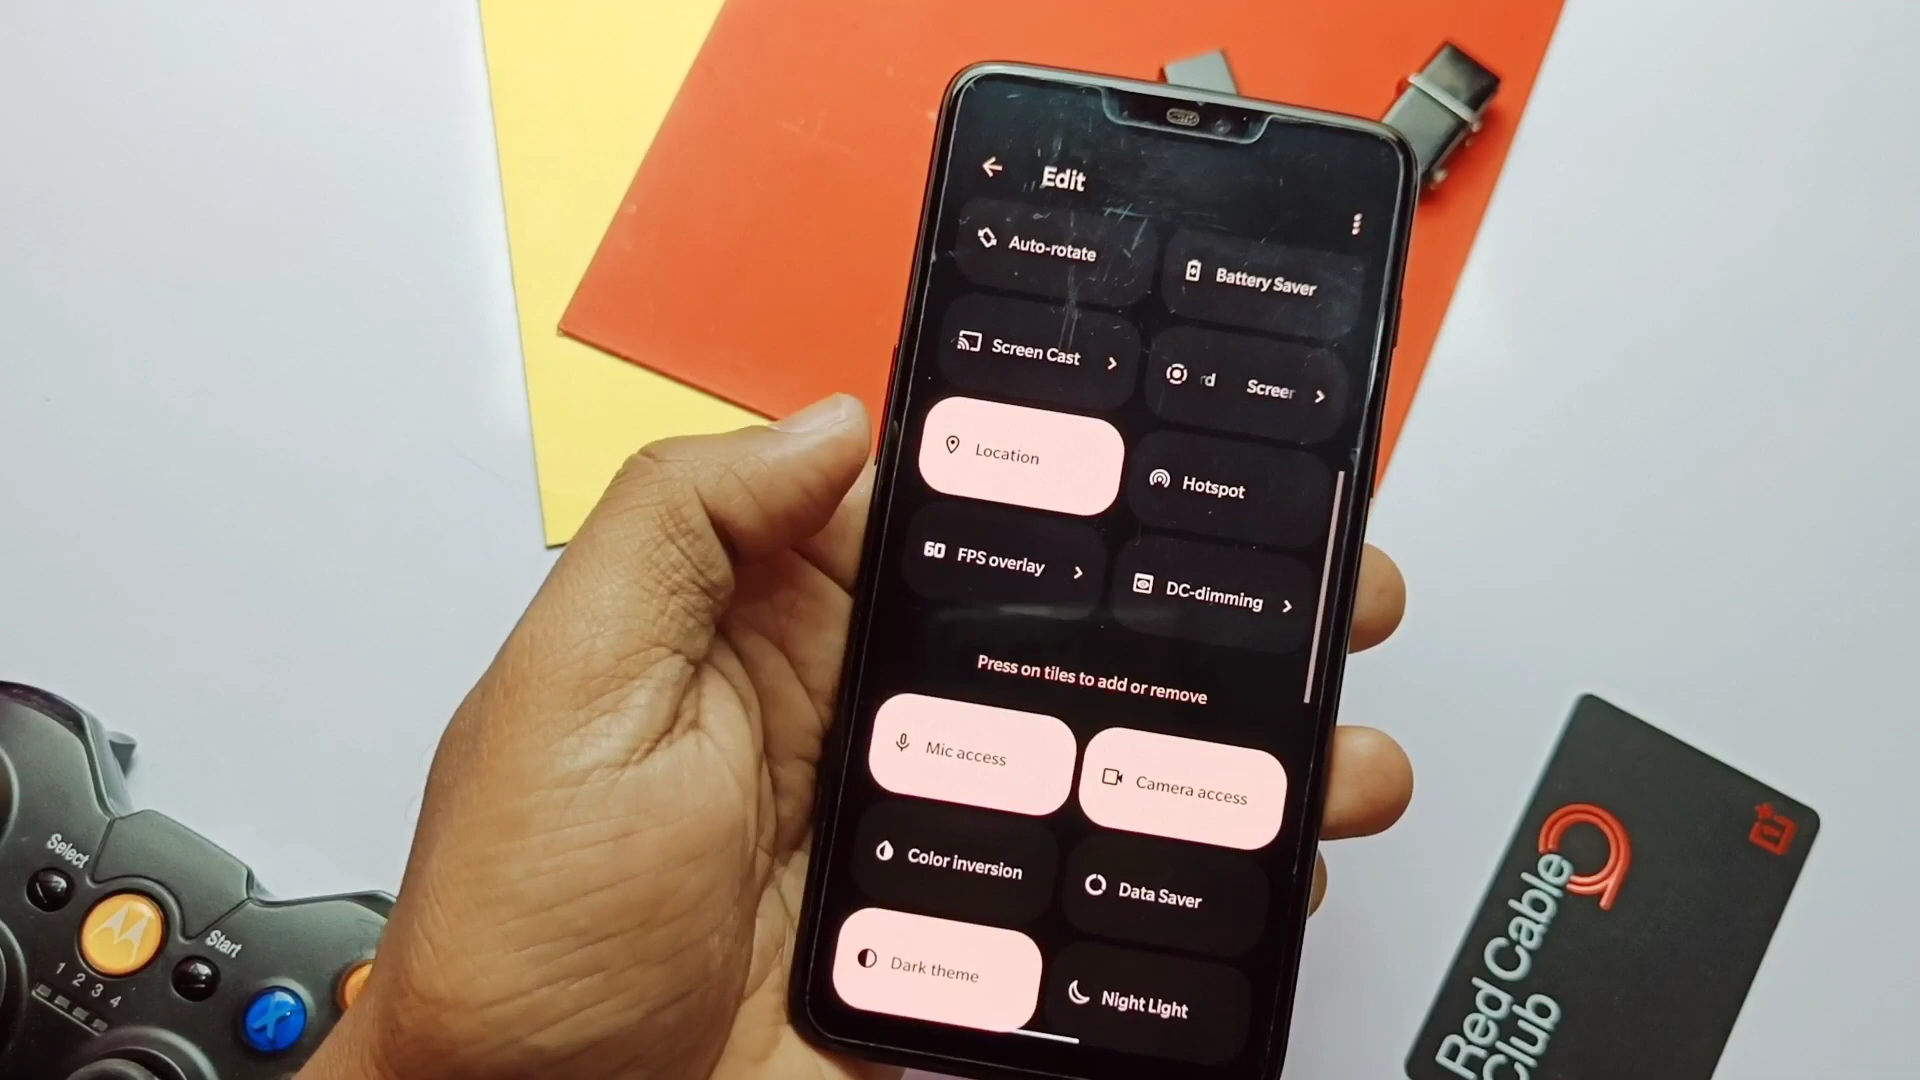 Edit
Auto-rotate
Battery Saver
Screen Cast
rd Screer
Location
Hotspot
60 FPS overlay
DC-dimming
Press on tiles to add or remove
Mic access
Camera access
Color inversion
Data Saver
Dark theme
Night Light
Select
Start
1 2 3 4
X
Red Cable
Club
1+